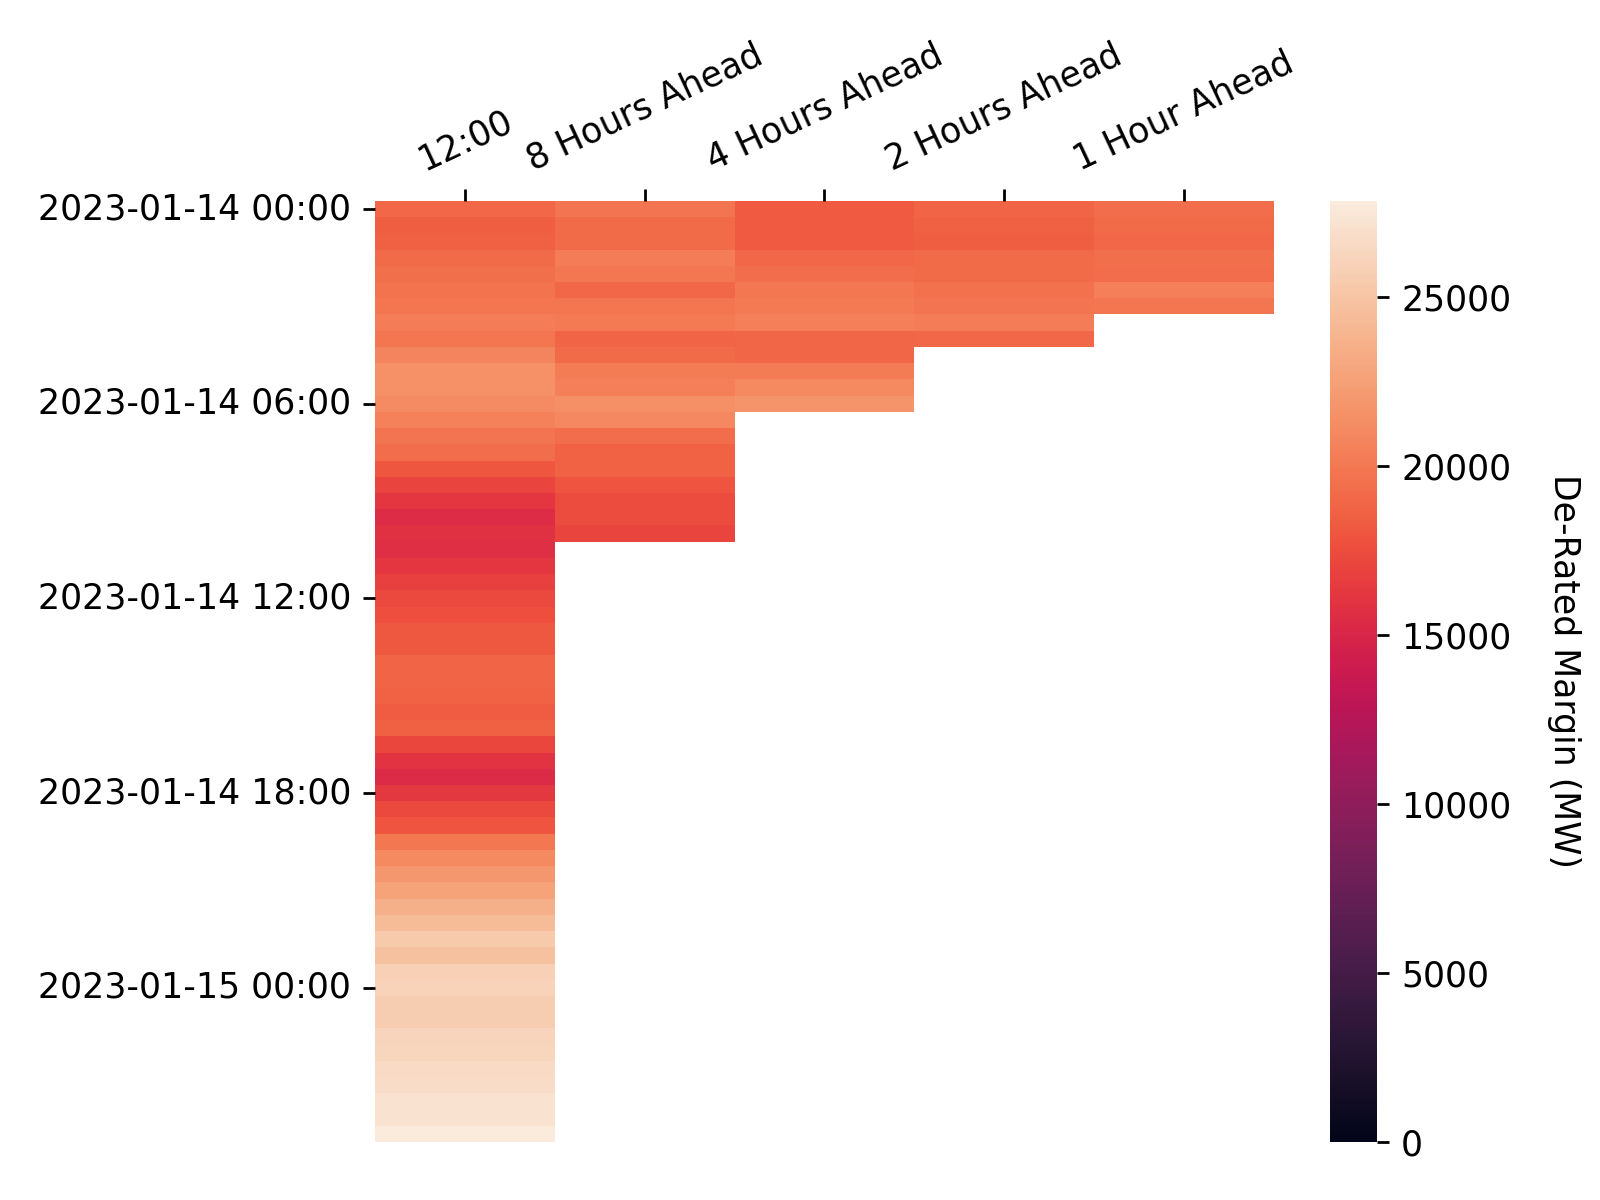 12:00
8 Hours Ahead
4 Hours Ahead
2 Hours Ahead
1 Hour Ahead
2023-01-14 00:00
2023-01-14 06:00
2023-01-14 12:00
2023-01-14 18:00
2023-01-15 00:00
25000
20000
15000
10000
5000
0
De-Rated Margin (MW)